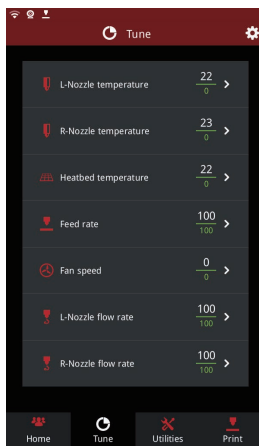 Tune
L-Nozzle temperature 22
0
R-Nozzle temperature 23
0
Heatbed temperature 22
0
Feed rate 100
100
Fan speed 0
0
L-Nozzle flow rate 100
100
R-Nozzle flow rate 100
100
Home Tune Utilities Print